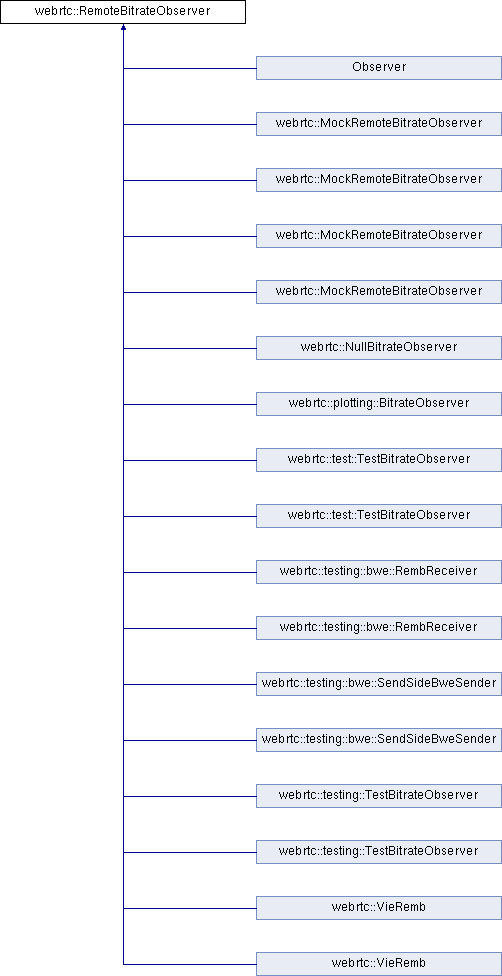 webrtc::RemoteBitrateObserver
Observer
webrtc::MockRemoteBitrateObserver
webrtc::MockRemoteBitrateObserver
webrtc::MockRemoteBitrateObserver
webrtc::MockRemoteBitrateObserver
webrtc::NullBitrateObserver
webrtc::plotting::BitrateObserver
webrtc::test::TestBitrateObserver
webrtc::test::TestBitrateObserver
webrtc::testing::bwe::RembReceiver
webrtc::testing::bwe::RembReceiver
webrtc::testing::bwe::SendSideBweSender
webrtc::testing::bwe::SendSideBweSender
webrtc::testing::TestBitrateObserver
webrtc::testing::TestBitrateObserver
webrtc::VieRemb
webrtc::VieRemb